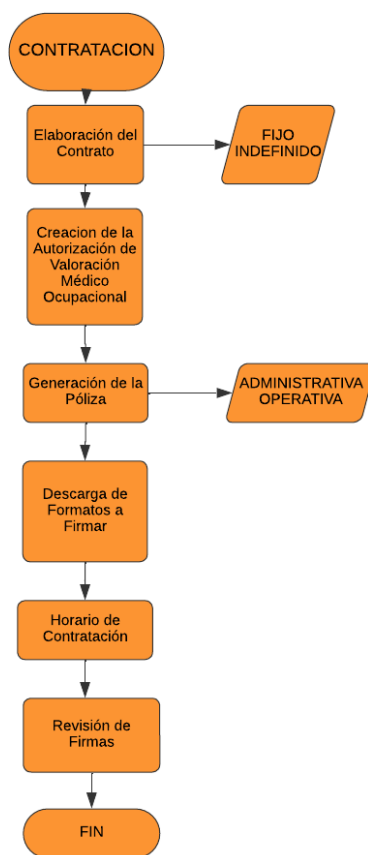 CONTRATACION
Elaboración del
Contrato
FIJO
INDEFINIDO
Creacion de la
Autorización de
Valoración
Médico
Ocupacional
Generación de la
Póliza
ADMINISTRATIVA
OPERATIVA
Descarga de
Formatos a
Firmar
Horario de
Contratación
Revisión de
Firmas
FIN